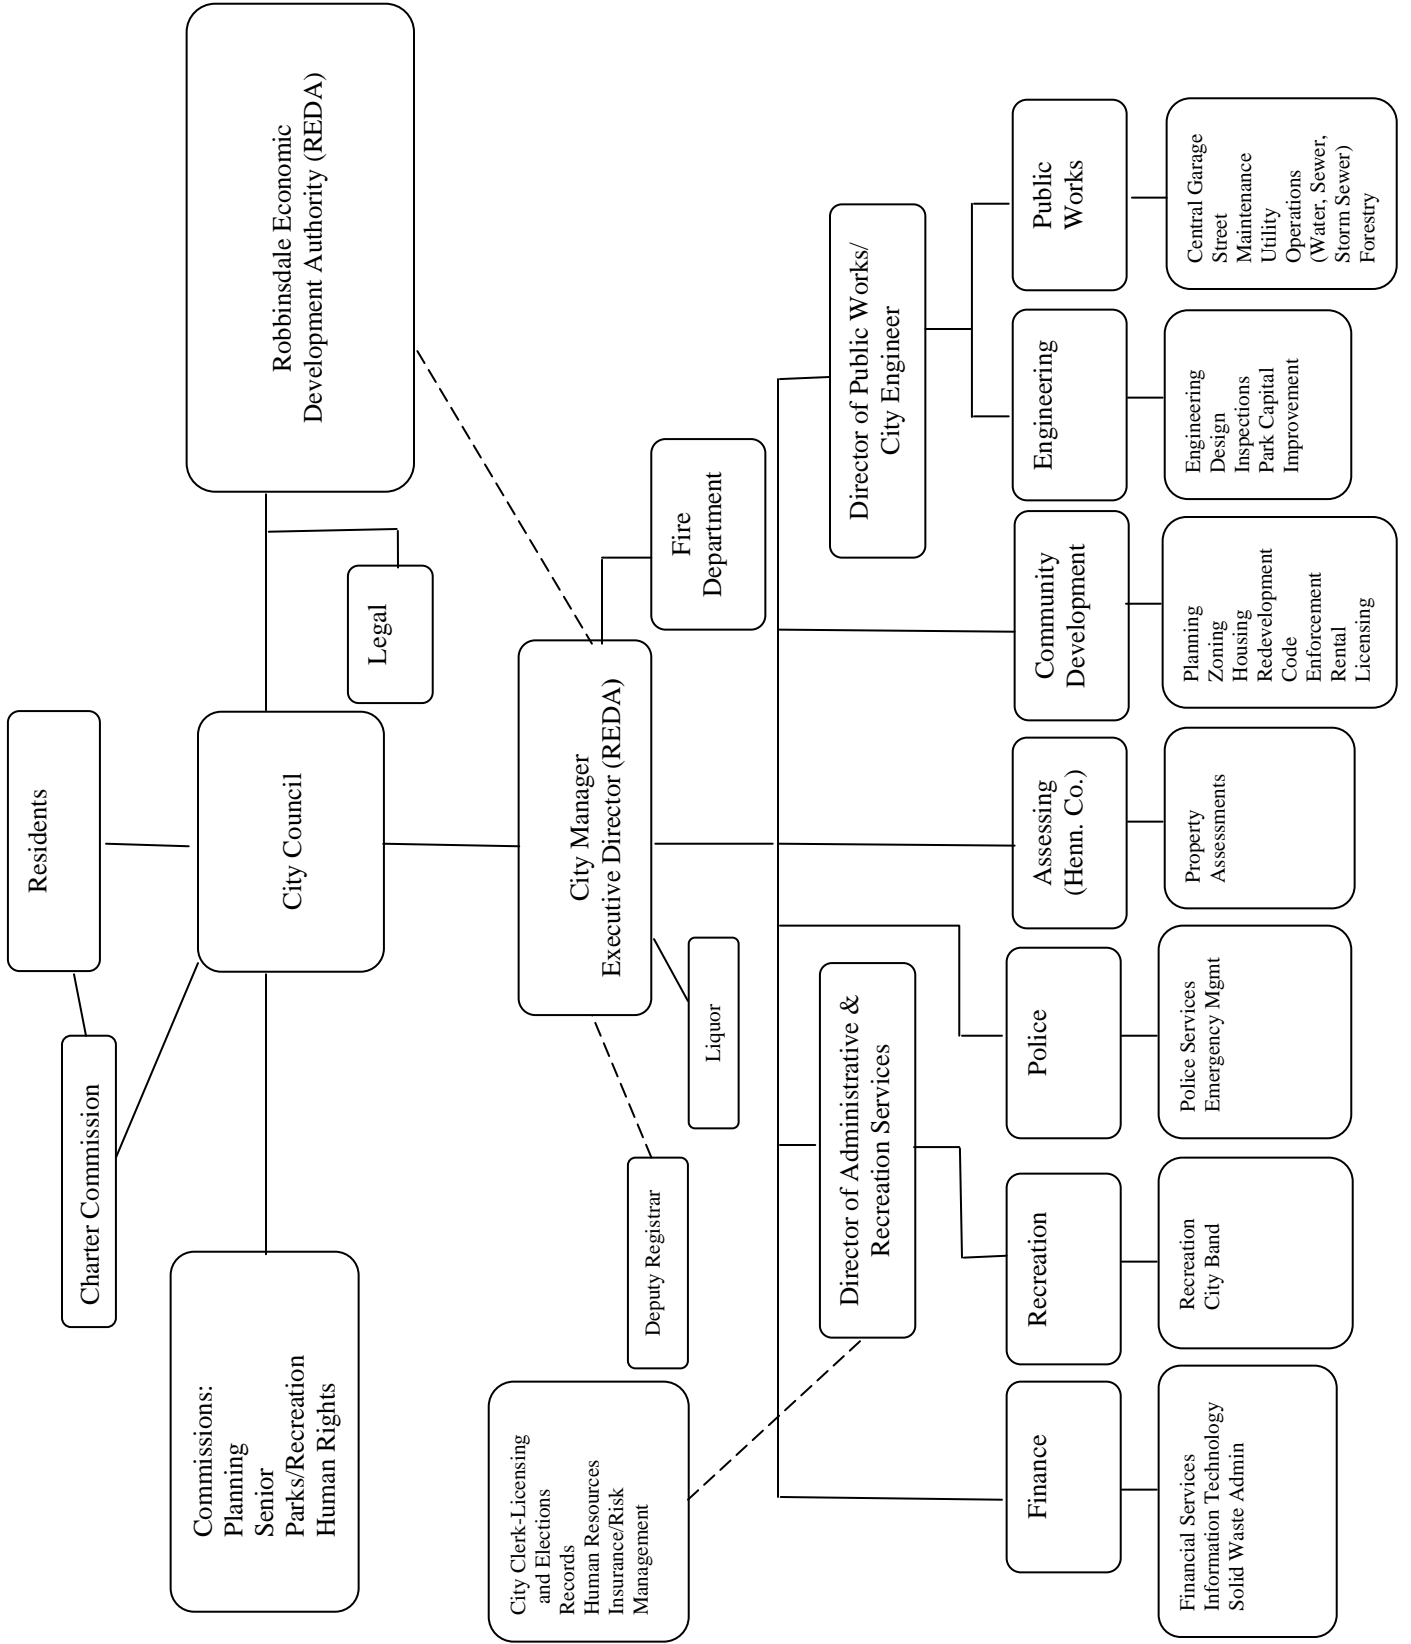 Residents
Charter Commission
Commissions:
Planning
Senior
Parks/Recreation
Human Rights
City Council
Robbinsdale Economic
Development Authority (REDA)
Legal
City Manager
Executive Director (REDA)
City Clerk-Licensing
and Elections
Records
Human Resources
Insurance/Risk
Management
Deputy Registrar
Liquor
Fire
Department
Director of Administrative &
Recreation Services
Director of Public Works/
City Engineer
Finance
Recreation
Police
Assessing
(Henn. Co.)
Community
Development
Engineering
Public
Works
Financial Services
Information Technology
Solid Waste Admin
Recreation
City Band
Police Services
Emergency Mgmt
Property
Assessments
Planning
Zoning
Housing
Redevelopment
Code
Enforcement
Rental
Licensing
Engineering
Design
Inspections
Park Capital
Improvement
Central Garage
Street
Maintenance
Utility
Operations
(Water, Sewer,
Storm Sewer)
Forestry